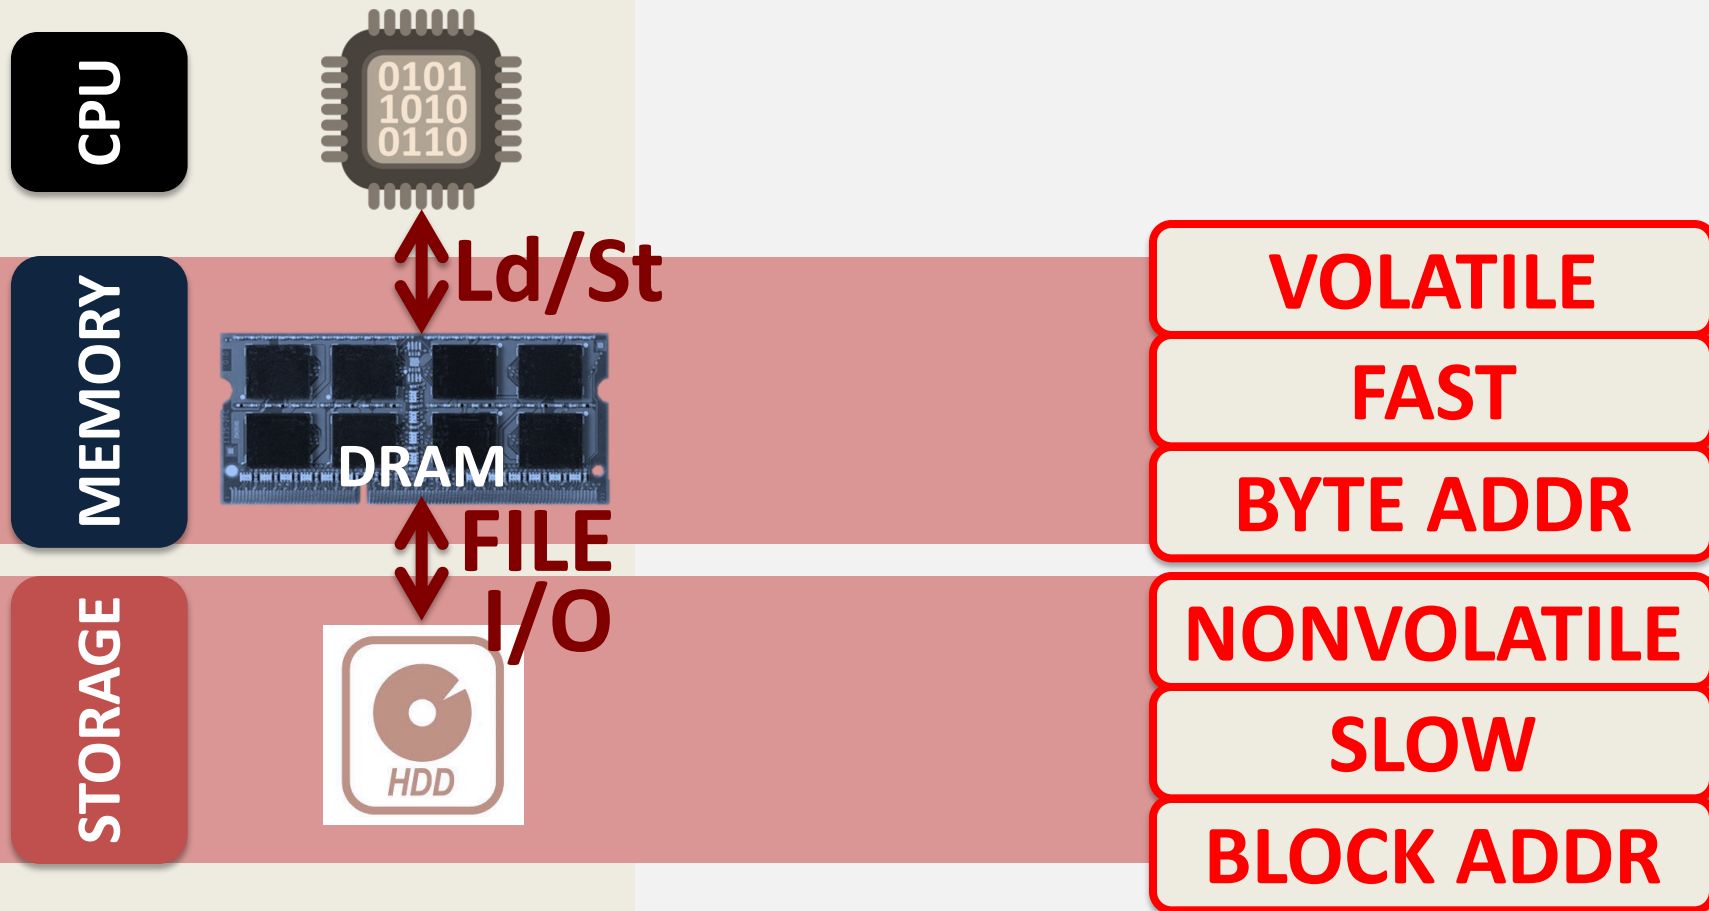 CPU
0101
1010
0110
Ld/St
MEMORY
DRAM
VOLATILE
FAST
BYTE ADDR
FILE
I/O
STORAGE
HDD
NONVOLATILE
SLOW
BLOCK ADDR